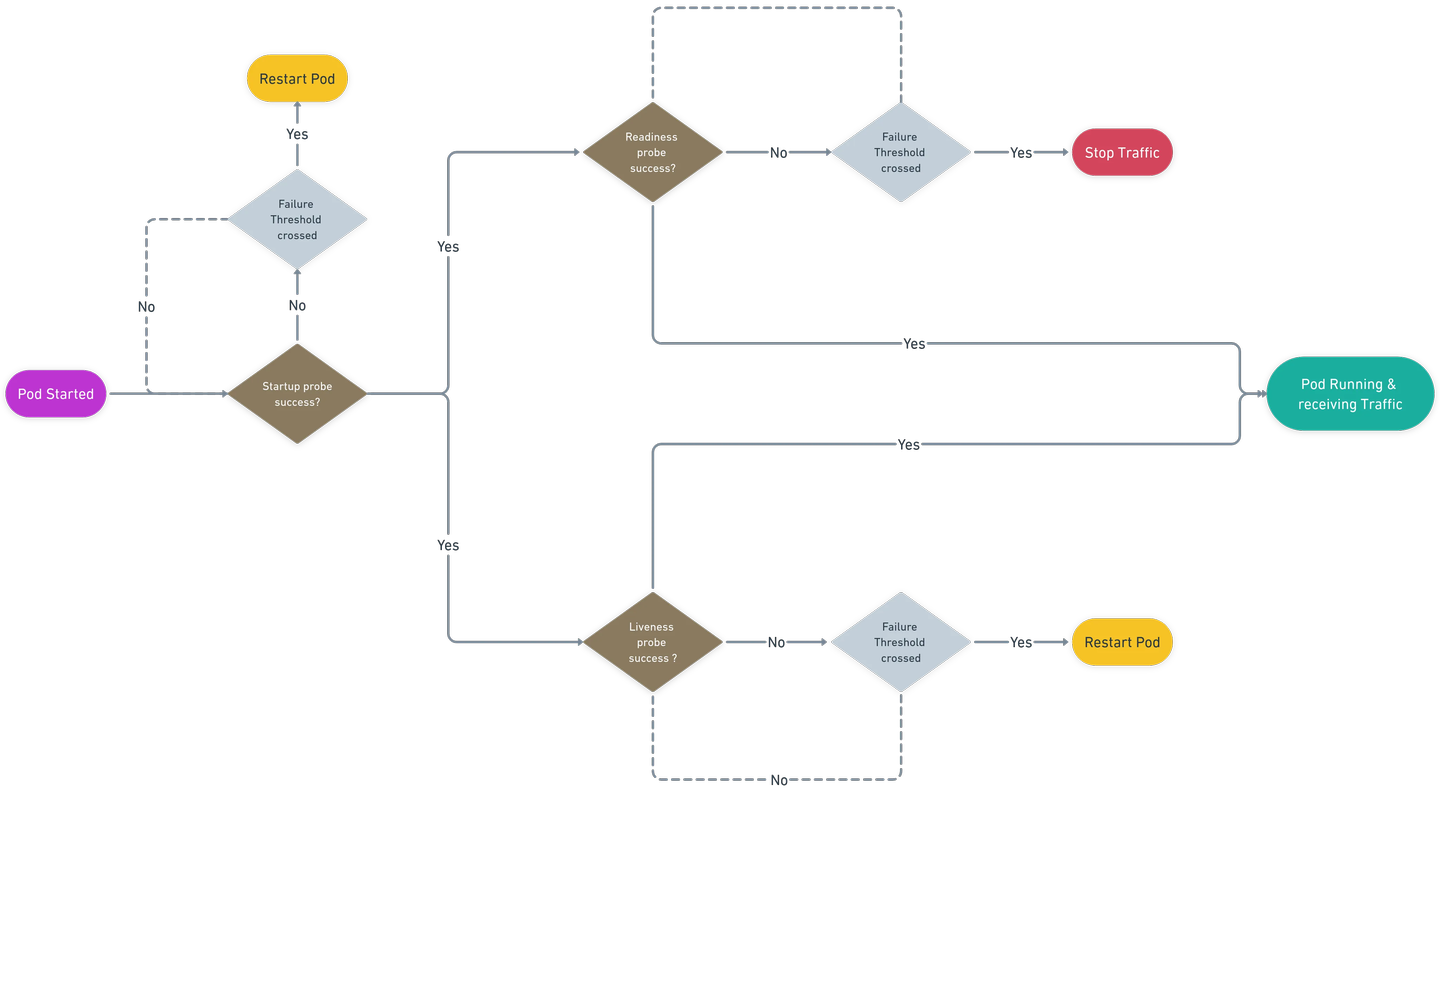 Restart Pod
Yes
Failure
Threshold
crossed
No
No
Pod Started
Startup probe
success?
Yes
Yes
Readiness
probe
success?
No
Failure
Threshold
crossed
Yes
Stop Traffic
Yes
Pod Running &
receiving Traffic
Yes
Liveness
probe
success ?
No
Failure
Threshold
crossed
Yes
Restart Pod
No